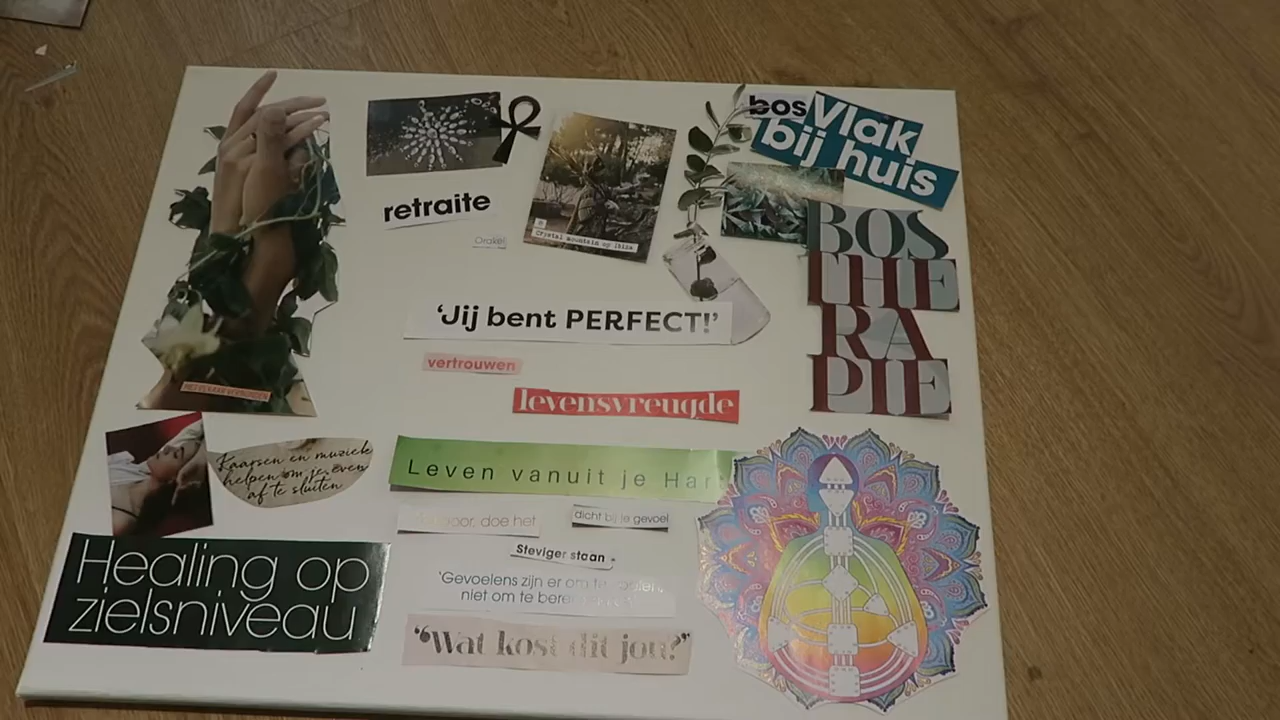 bos Vlak
bij huis
retraite
Orakel
Crystal mountain op Ibiza
BOS
THE
RA
PIE
'Jij bent PERFECT!'
vertrouwen
levensvreugde
Kaarsen en muziek
helpen om je even
af te sluiten
Leven vanuit je Har
door, doe het
dicht bij je gevoel
Healing op
zielsniveau
Steviger staan
'Gevoelens zijn er om te
niet om te
"Wat kost dit jou?"